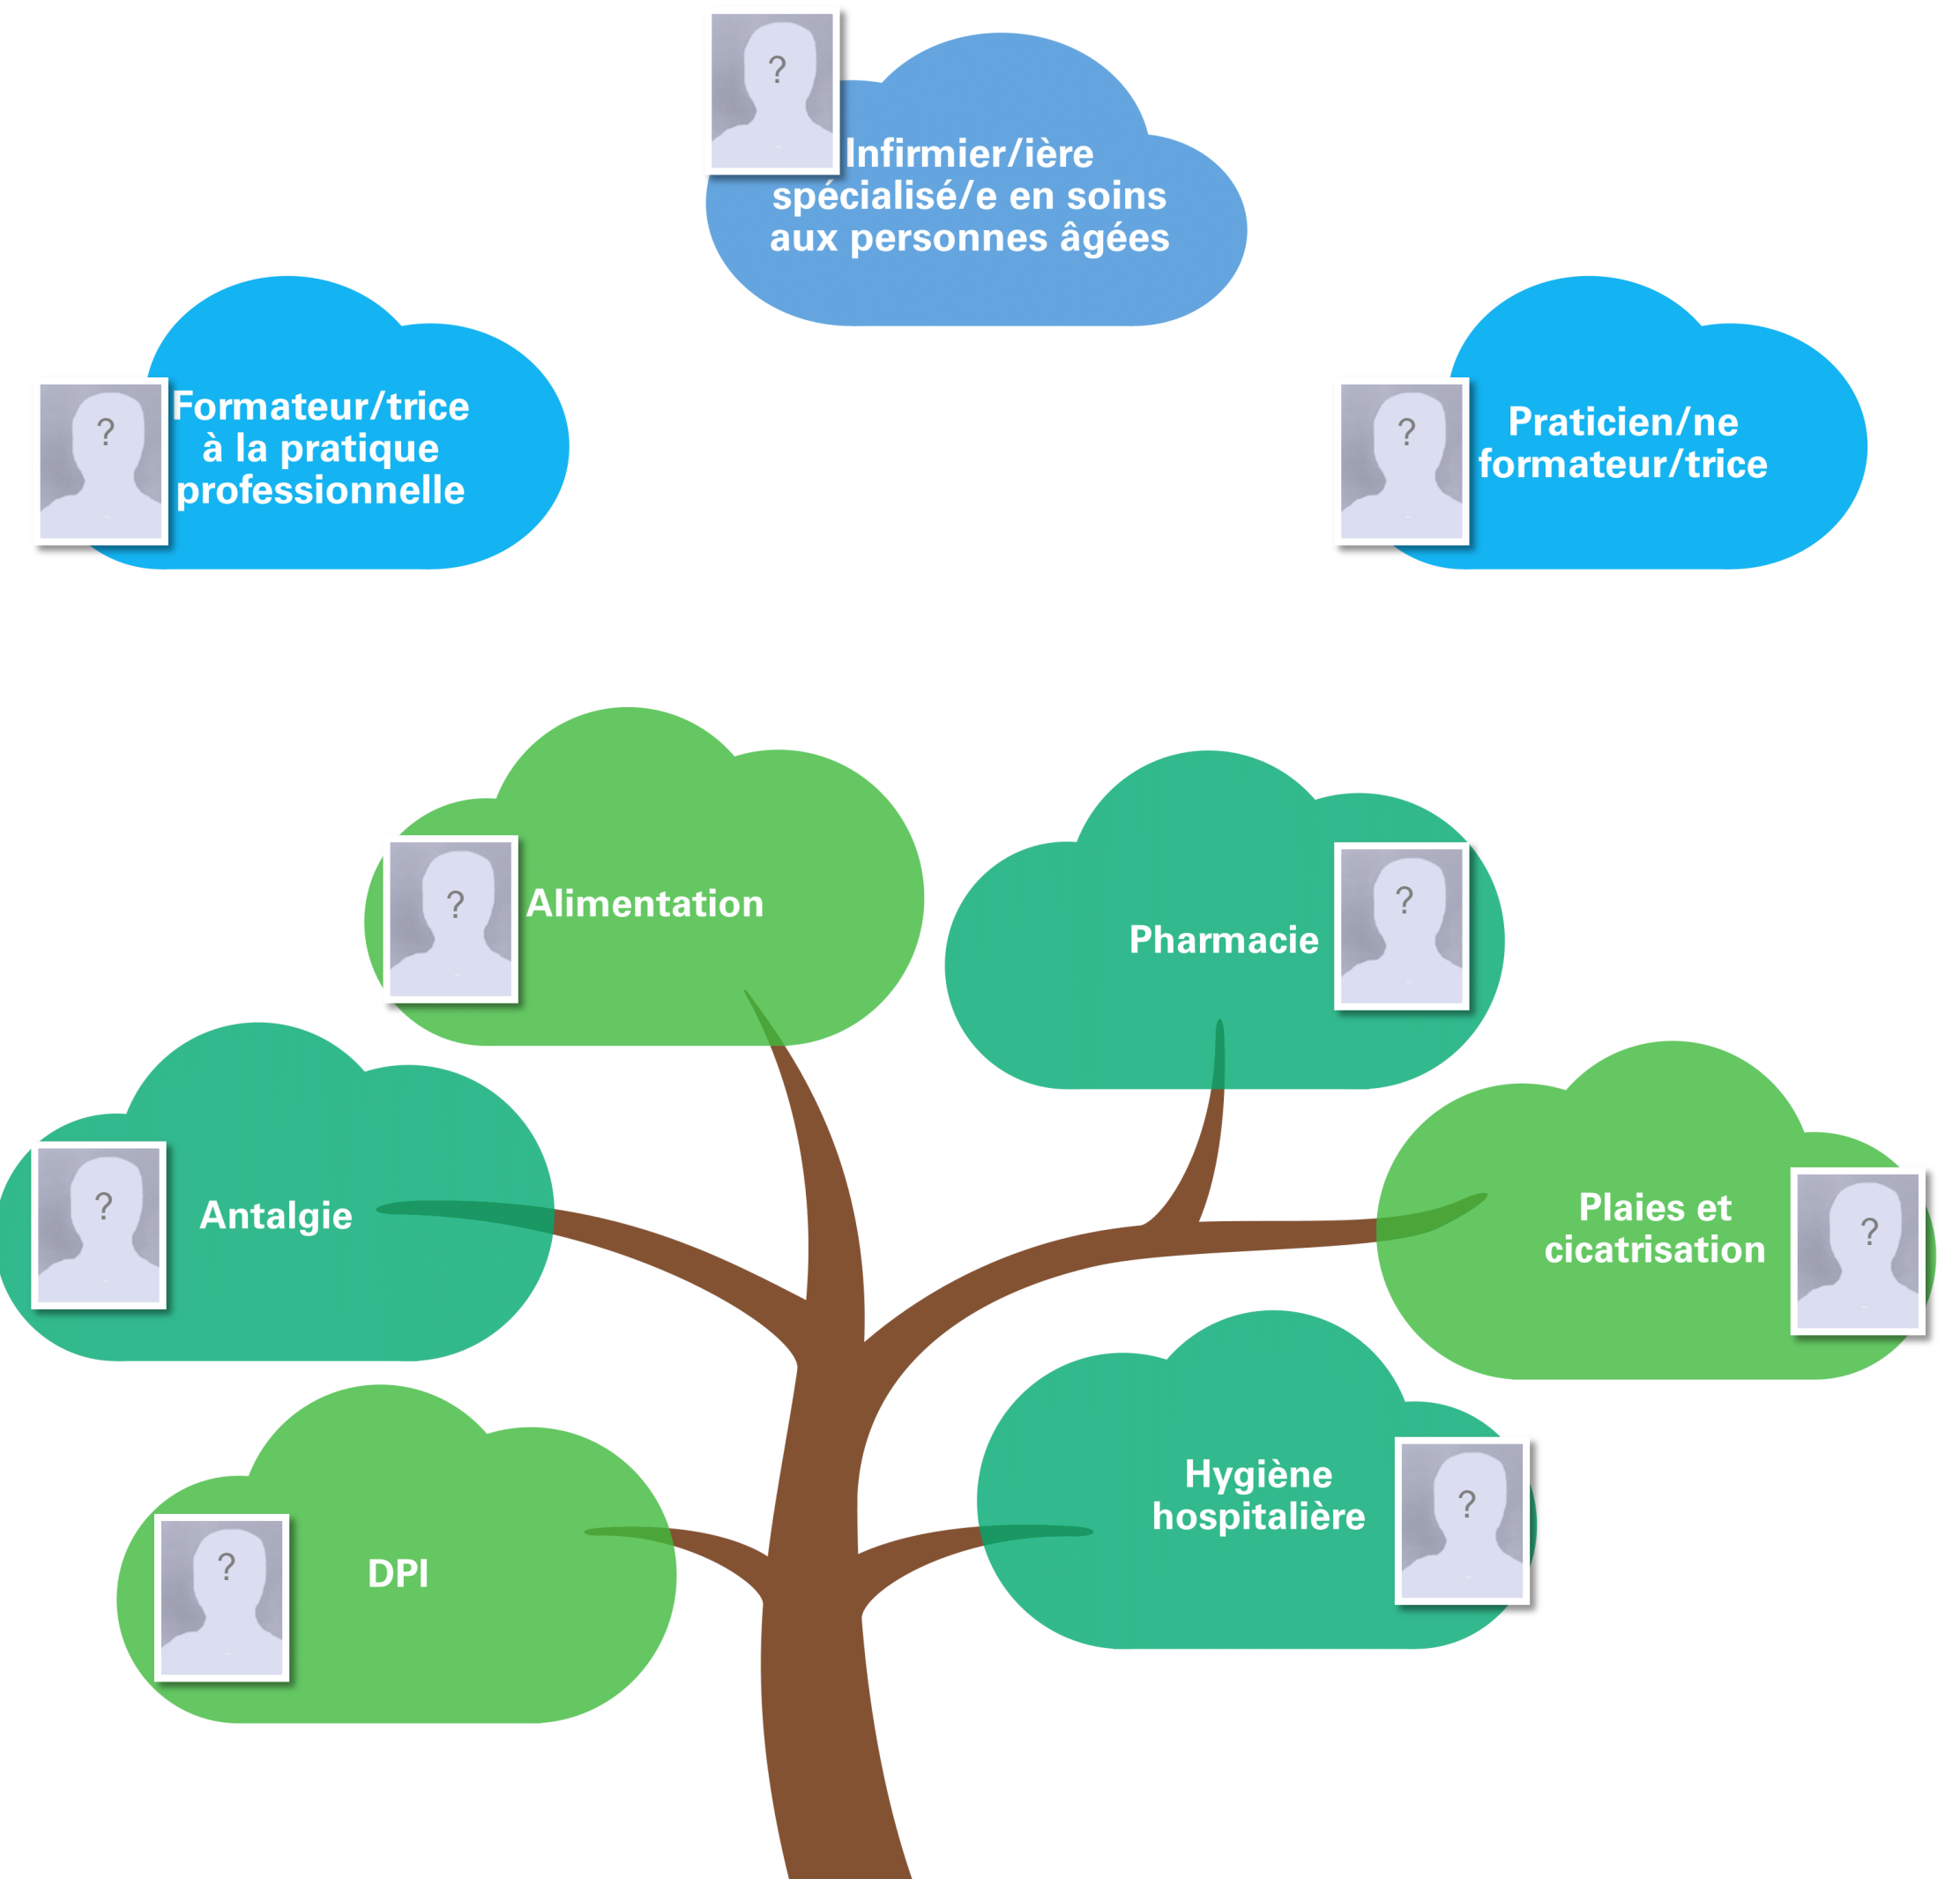 ?
Infirmier/ière
spécialisé/e en soins
aux personnes âgées
?
Formateur/trice
à la pratique
professionnelle
?
Praticien/ne
formateur/trice
?
Alimentation
Pharmacie
?
?
Antalgie
Plaies et
cicatrisation
?
?
DPI
Hygiène
hospitalière
?